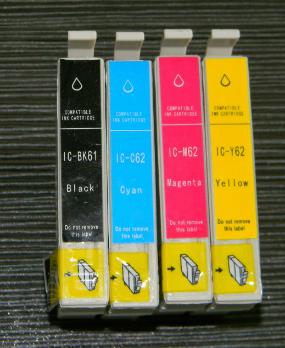 COMPATIBLE
INK CARTRIDGE
IC-BK61
Black
Do not remove
this label
COMPATIBLE
INK CARTRIDGE
IC-C62
Cyan
Do not remove
this label
COMPATIBLE
INK CARTRIDGE
IC-M62
Magenta
Do not remove
this label
COMPATIBLE
INK CARTRIDGE
IC-Y62
Yellow
Do not remove
this label